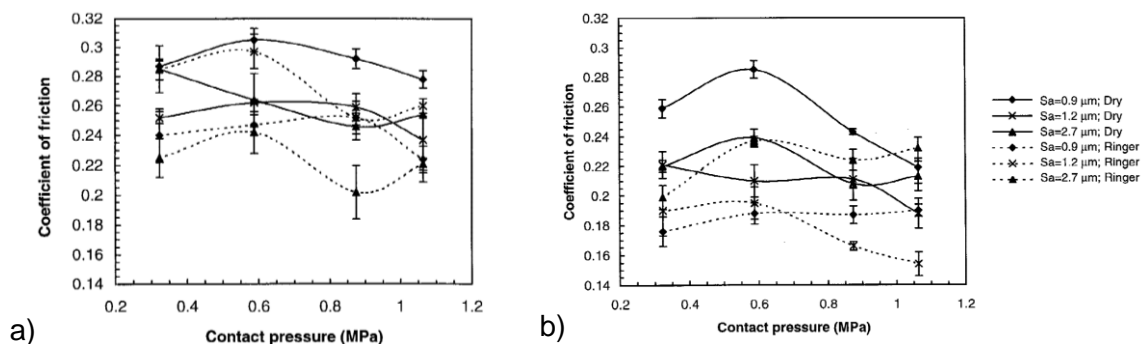 0.32
0.3
0.28
0.26
0.24
0.22
0.2
0.18
0.16
0.14
Coefficient of friction
0.2 0.4 0.6 0.8 1 1.2
Contact pressure (MPa)
a)
0.32
0.3
0.28
0.26
0.24
0.22
0.2
0.18
0.16
0.14
Coefficient of friction
0.2 0.4 0.6 0.8 1 1.2
Contact pressure (MPa)
b)
Sa=0.9 µm; Dry
Sa=1.2 µm; Dry
Sa=2.7 µm; Dry
Sa=0.9 µm; Ringer
Sa=1.2 µm; Ringer
Sa=2.7 µm; Ringer